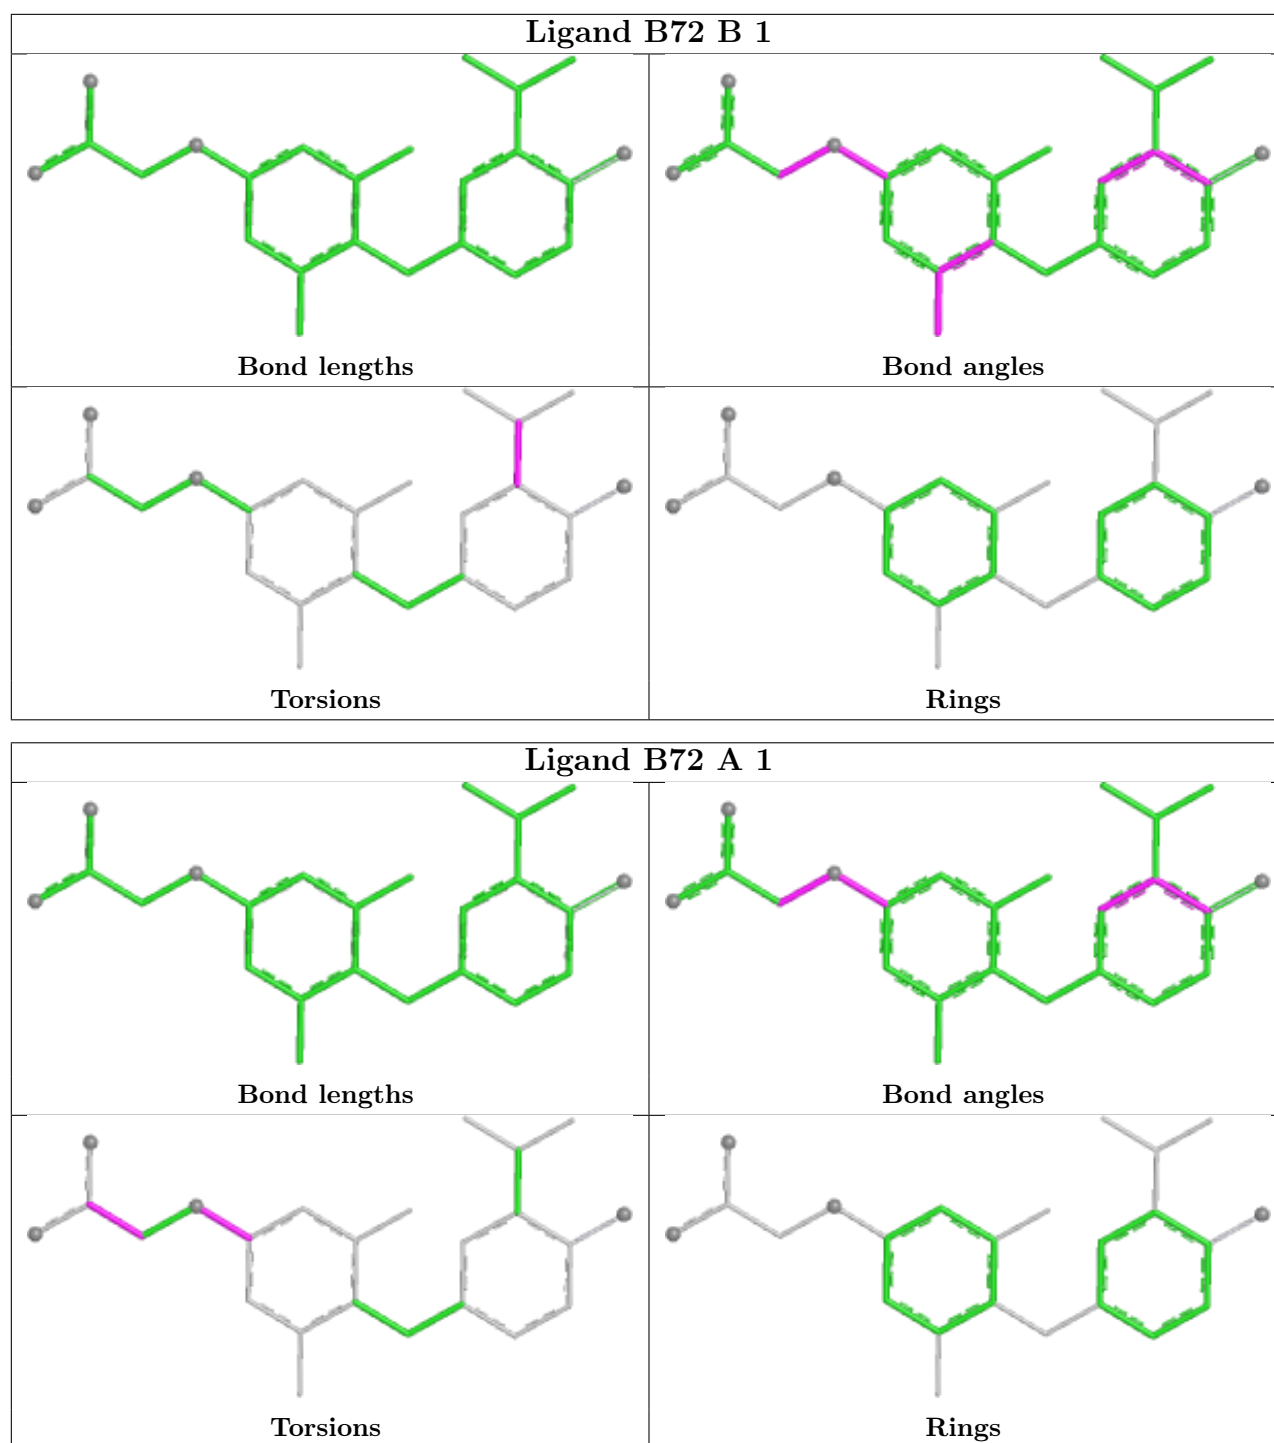 Ligand B72 B 1
Bond lengths
Bond angles
Torsions
Rings
Ligand B72 A 1
Bond lengths
Bond angles
Torsions
Rings